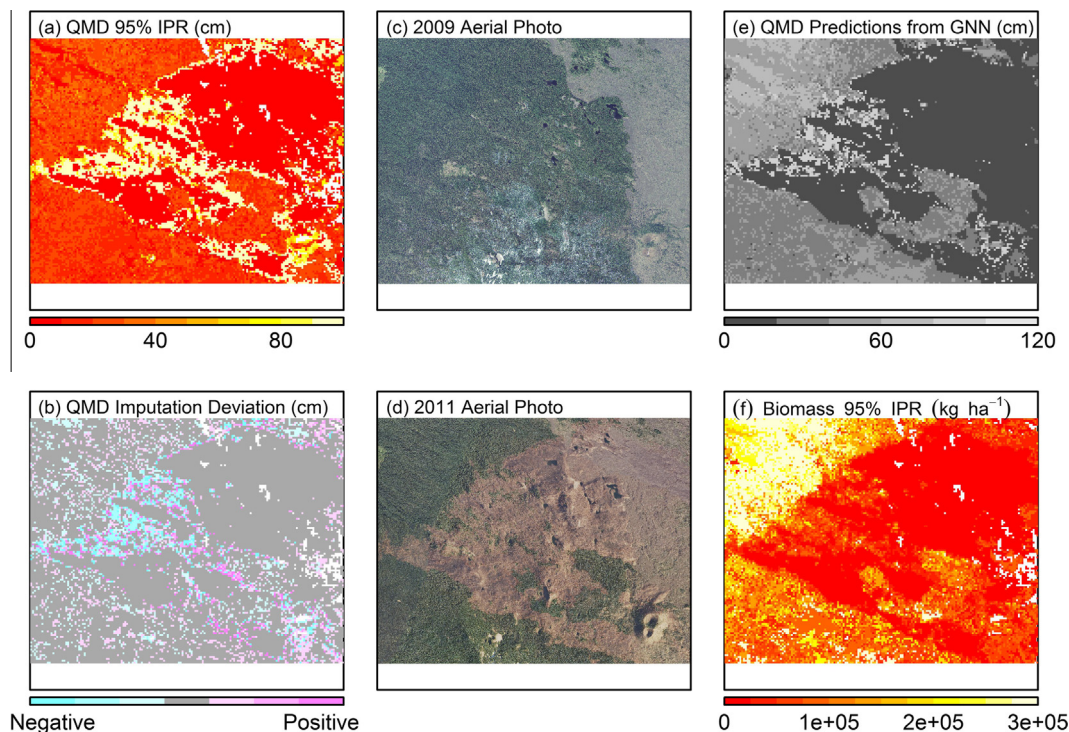 (a) QMD 95% IPR (cm)
(c) 2009 Aerial Photo
(e) QMD Predictions from GNN (cm)
0 40 80
0 60 120
(b) QMD Imputation Deviation (cm)
(d) 2011 Aerial Photo
(f) Biomass 95% IPR (kg ha⁻¹)
Negative Positive
0 1e+05 2e+05 3e+05